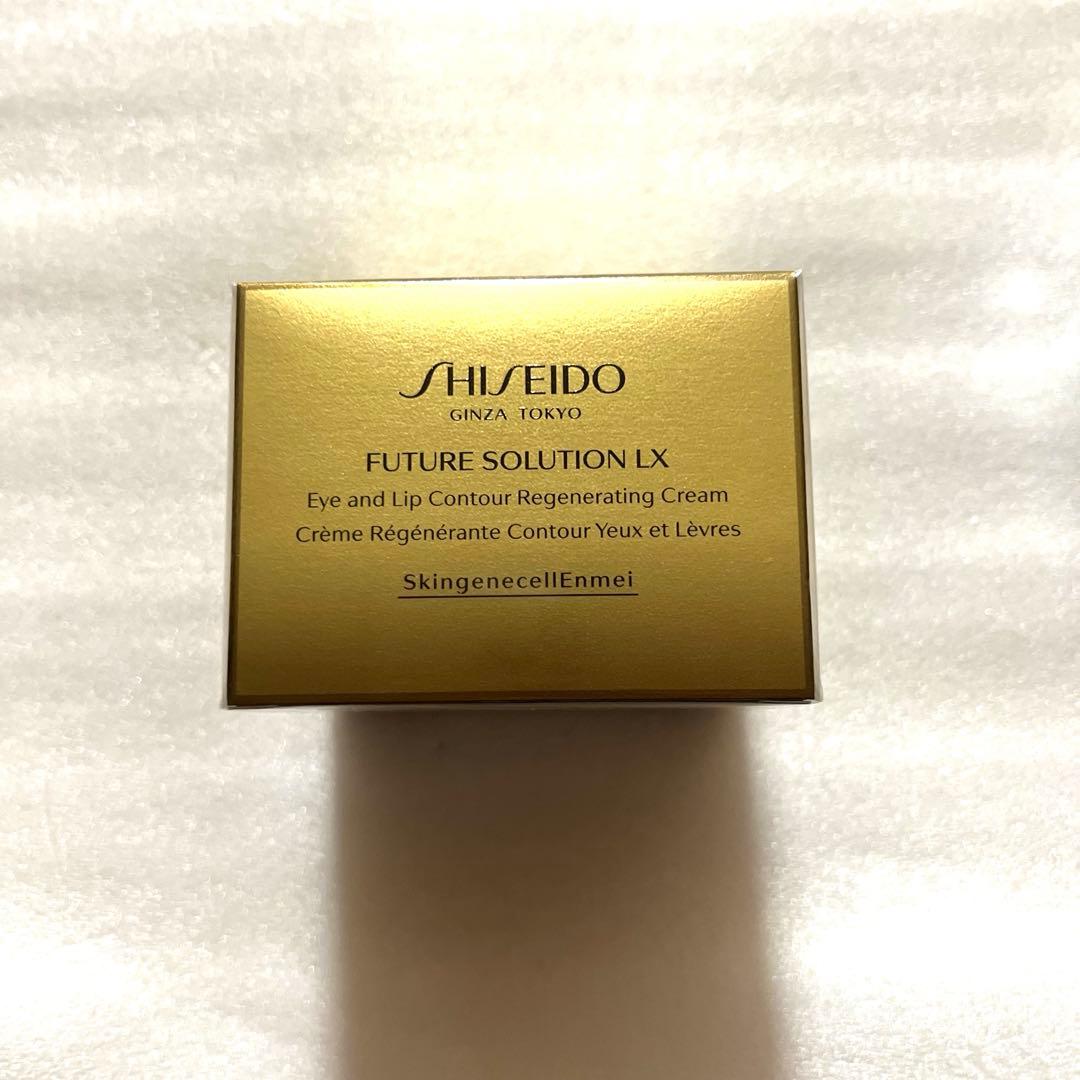 SHISEIDO
GINZA TOKYO
FUTURE SOLUTION LX
Eye and Lip Contour Regenerating Cream
Crème Régénérante Contour Yeux et Lèvres
SkingenecellEnmei